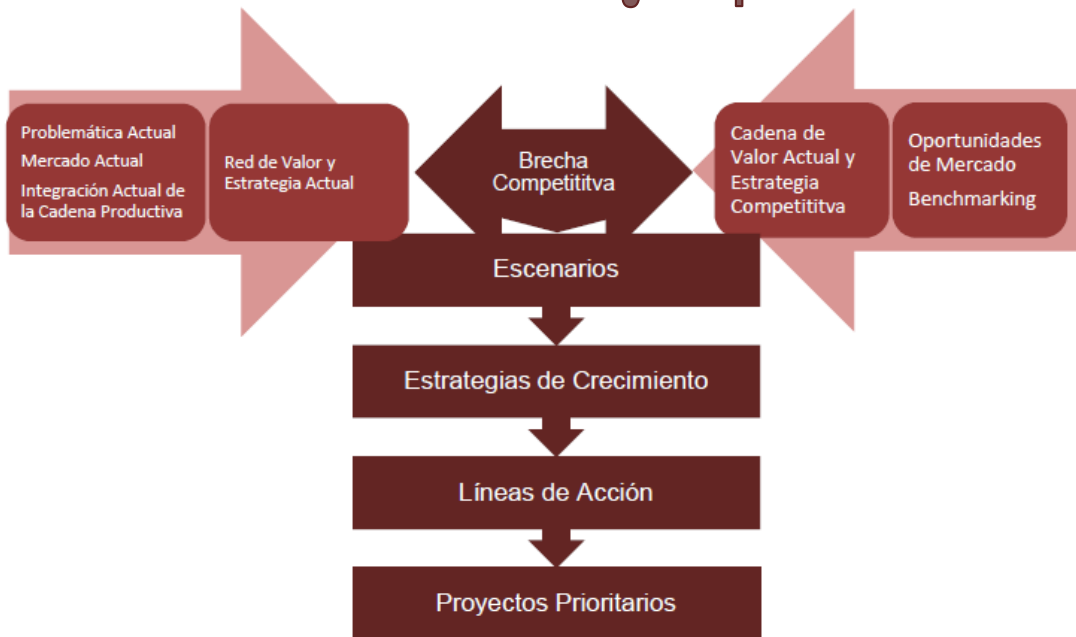 Problemática Actual
Mercado Actual
Integración Actual de
la Cadena Productiva
Red de Valor y
Estrategia Actual
Brecha
Competititva
Cadena de
Valor Actual y
Estrategia
Competititva
Oportunidades
de Mercado
Benchmarking
Escenarios
Estrategias de Crecimiento
Líneas de Acción
Proyectos Prioritarios